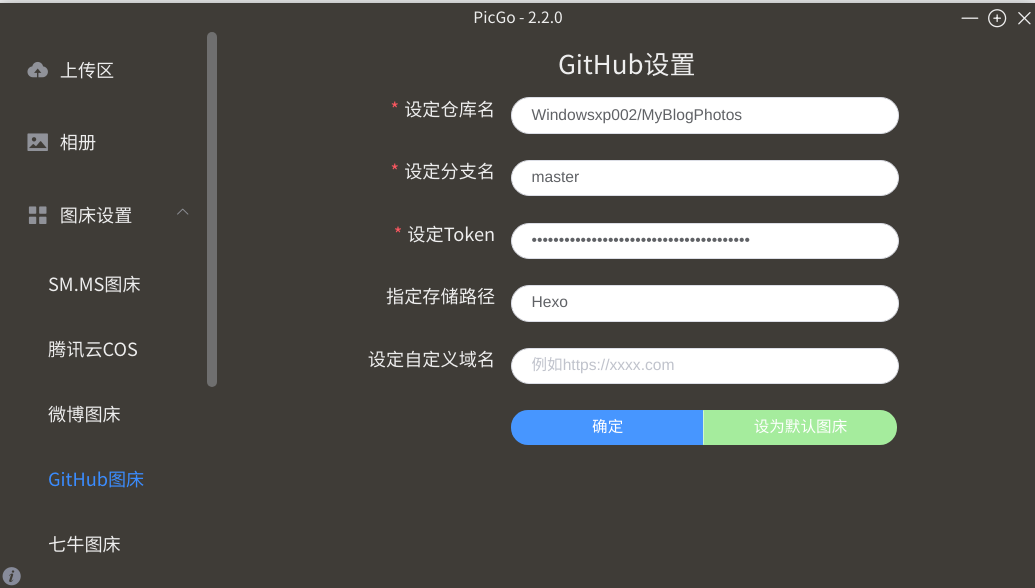 PicGo - 2.2.0
上传区
相册
图床设置
SM.MS图床
腾讯云COS
微博图床
GitHub图床
七牛图床
GitHub设置
* 设定仓库名
Windowsxp002/MyBlogPhotos
* 设定分支名
master
* 设定Token
••••••••••••••••••••••••••••••••••••••••
指定存储路径
Hexo
设定自定义域名
例如https://xxxx.com
确定
设为默认图床